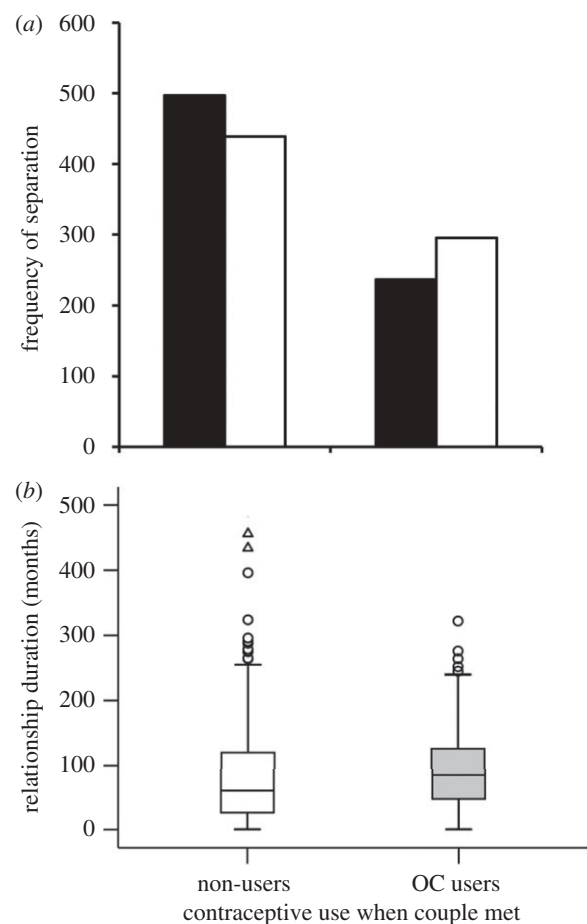 (a)
600
500
400
300
200
100
0
frequency of separation
(b)
500
400
300
200
100
0
relationship duration (months)
non-users OC users
contraceptive use when couple met